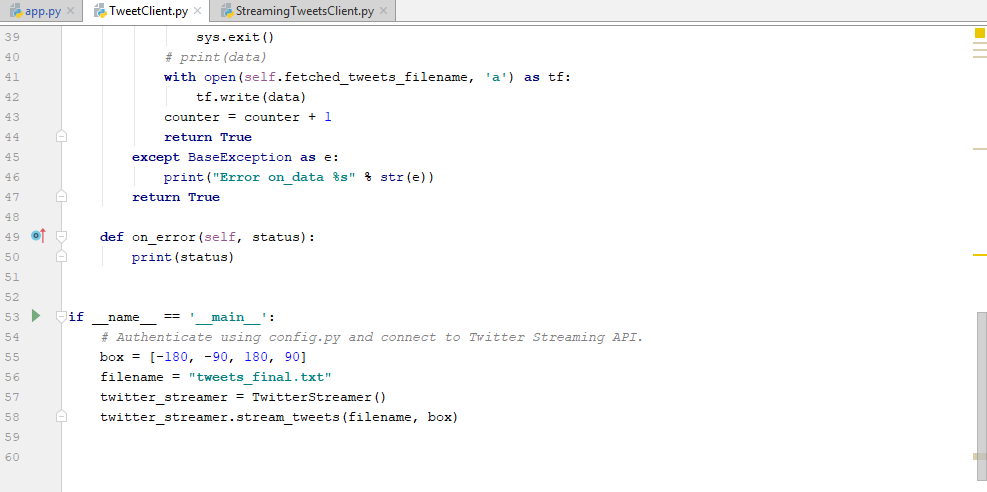 app.py TweetClient.py StreamingTweetsClient.py
39 sys.exit()
40 # print(data)
41 with open(self.fetched_tweets_filename, 'a') as tf:
42 tf.write(data)
43 counter = counter + 1
44 return True
45 except BaseException as e:
46 print("Error on_data %s" % str(e))
47 return True
48
49 def on_error(self, status):
50 print(status)
51
52
53 if __name__ == '__main__':
54 # Authenticate using config.py and connect to Twitter Streaming API.
55 box = [-180, -90, 180, 90]
56 filename = "tweets_final.txt"
57 twitter_streamer = TwitterStreamer()
58 twitter_streamer.stream_tweets(filename, box)
59
60